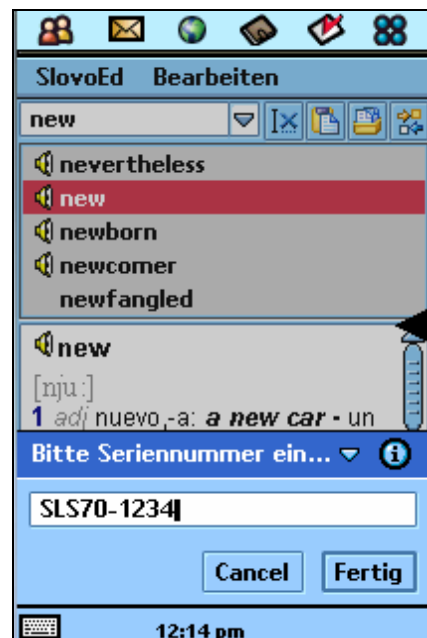 SlovoEd Bearbeiten
new
nevertheless
new
newborn
newcomer
newfangled
new
[nju:]
1 adj nuevo,-a: a new car - un
Bitte Seriennummer ein...
SLS70-1234
Cancel Fertig
12:14 pm